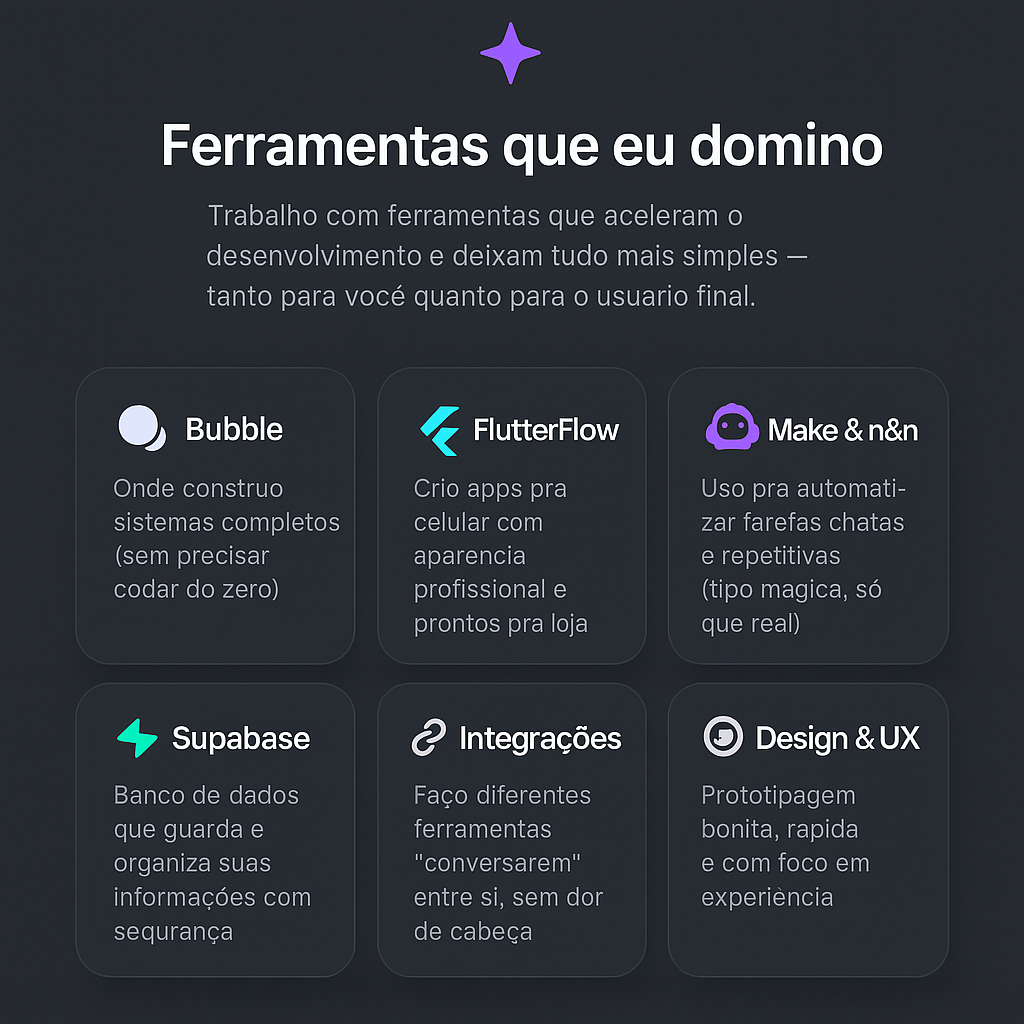 Ferramentas que eu domino
Trabalho com ferramentas que aceleram o
desenvolvimento e deixam tudo mais simples —
tanto para vocé quanto para o usuario final.
Bubble
Onde construo
sistemas completos
(sem precisar
codar do zero)
FlutterFlow
Crio apps pra
celular com
aparencia
profissional e
prontos pra loja
Make & n&n
Uso pra automati-
zar farefas chatas
e repetitivas
(tipo magica, só
que real)
Supabase
Banco de dados
que guarda e
organiza suas
informaçóes com
sequrança
Integrações
Faço diferentes
ferramentas
"conversarem"
entre si, sem dor
de cabeça
Design & UX
Prototipagem
bonita, rapida
e com foco em
experiència